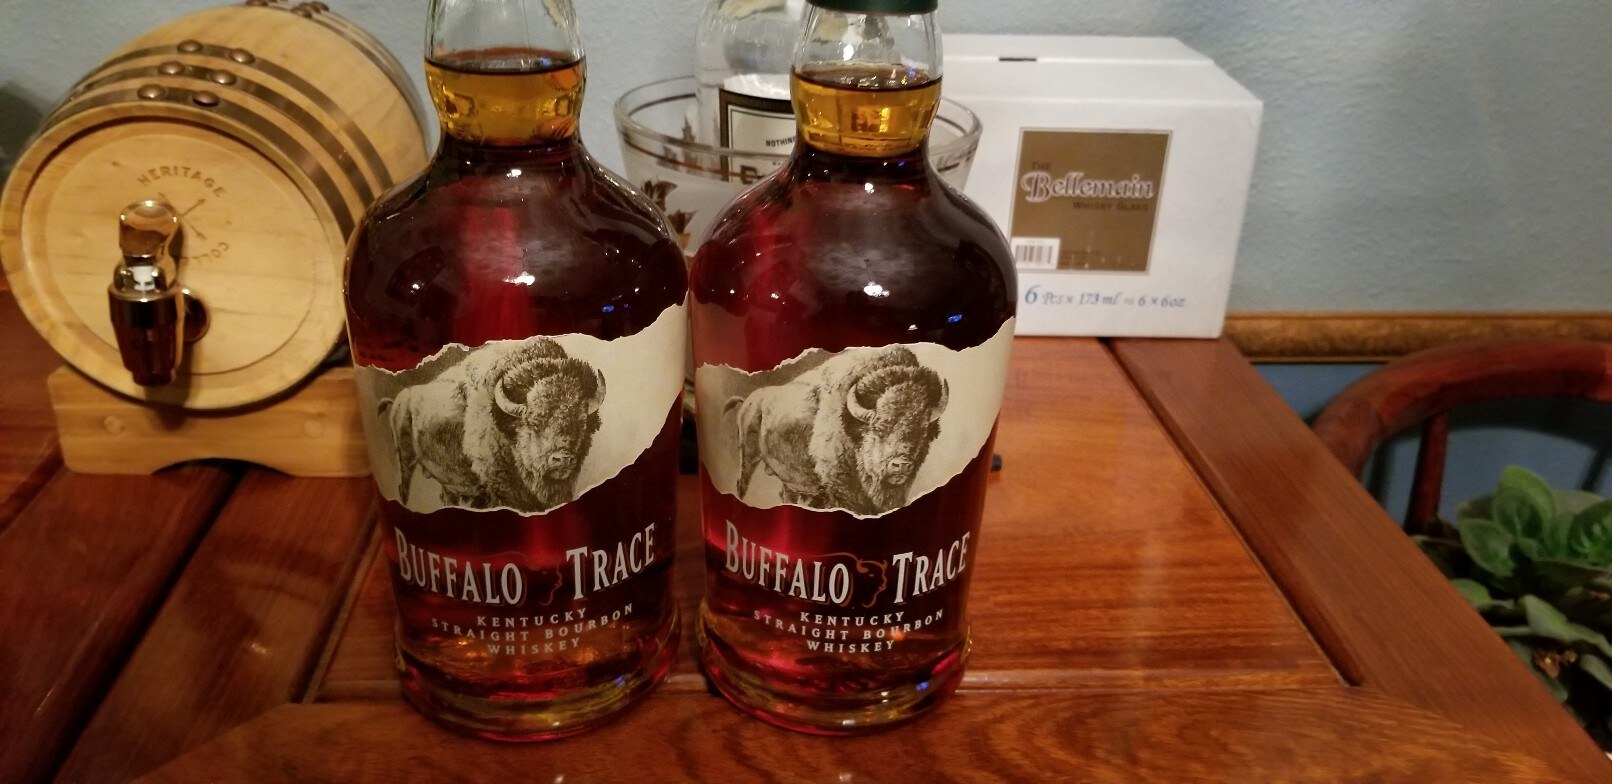 HERITAGE
NOTHIN
THE
Bellemain
WHISKY GLASS
6 Pcs x 173 ml ≈ 6 x 6oz
BUFFALO TRACE
KENTUCKY
STRAIGHT BOURBON
WHISKEY
BUFFALO TRACE
KENTUCKY
STRAIGHT BOURBON
WHISKEY